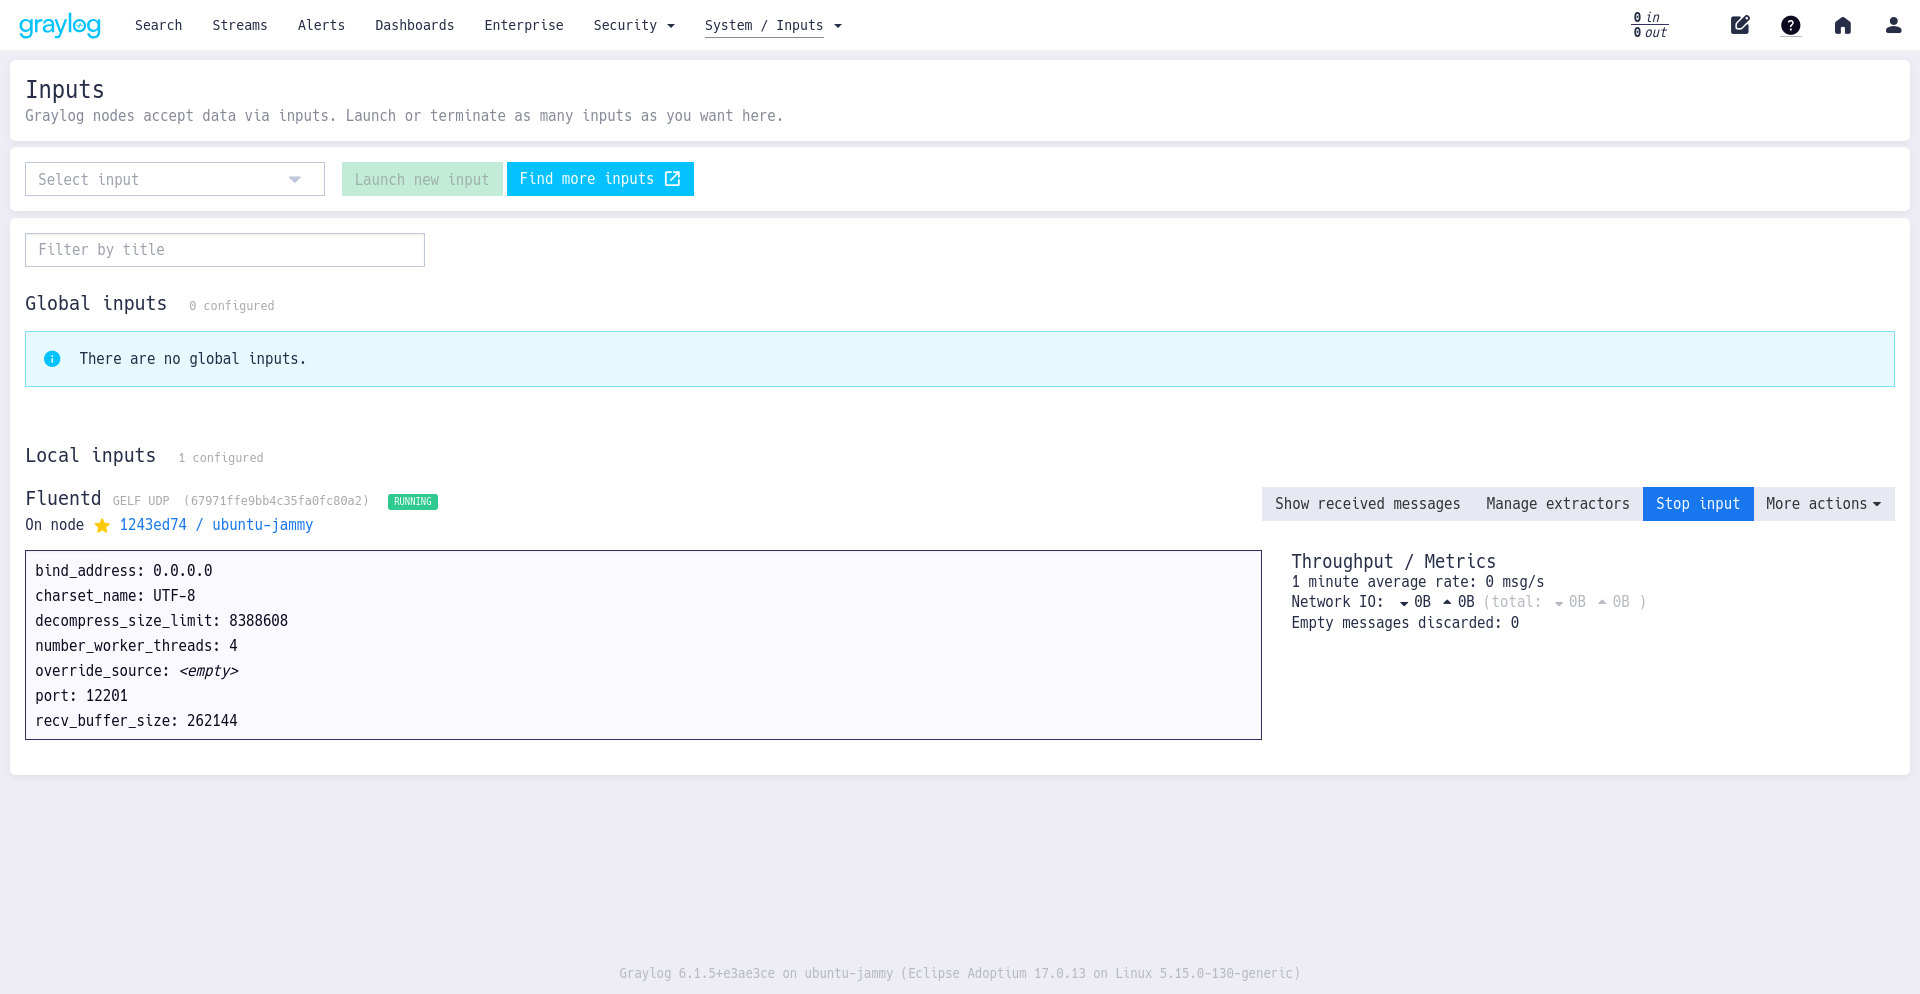 graylog Search Streams Alerts Dashboards Enterprise Security System / Inputs 0 in
0 out
Inputs
Graylog nodes accept data via inputs. Launch or terminate as many inputs as you want here.
Select input Launch new input Find more inputs
Filter by title
Global inputs 0 configured
There are no global inputs.
Local inputs 1 configured
Fluentd GELF UDP (67971ffe9bb4c35fa0fc80a2) RUNNING
On node 1243ed74 / ubuntu-jammy
Show received messages Manage extractors Stop input More actions
bind_address: 0.0.0.0
charset_name: UTF-8
decompress_size_limit: 8388608
number_worker_threads: 4
override_source: <empty>
port: 12201
recv_buffer_size: 262144
Throughput / Metrics
1 minute average rate: 0 msg/s
Network IO: 0B 0B (total: 0B 0B )
Empty messages discarded: 0
Graylog 6.1.5+e3ae3ce on ubuntu-jammy (Eclipse Adoptium 17.0.13 on Linux 5.15.0-130-generic)